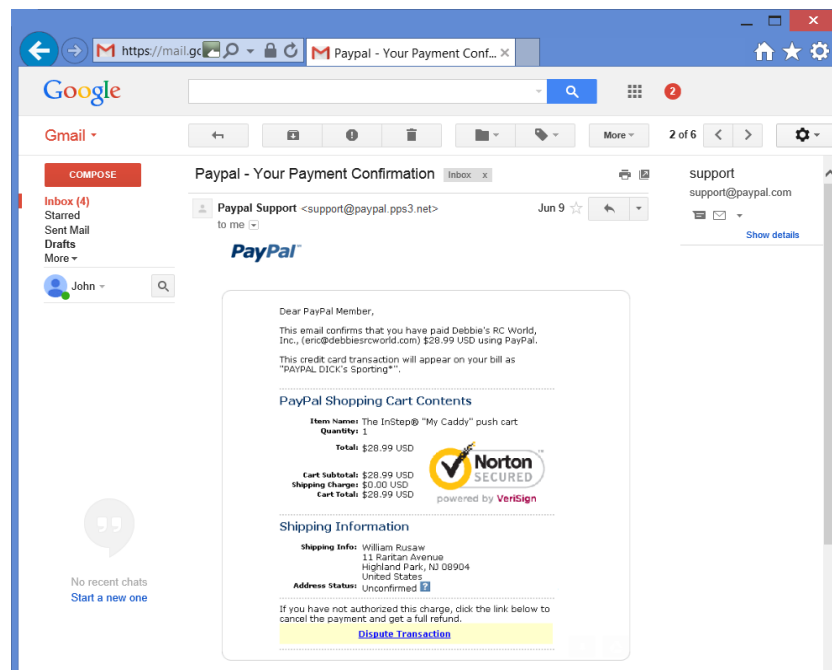 https://mail.gc
Paypal - Your Payment Conf... ×
Google
2
Gmail
More
2 of 6
COMPOSE
Inbox (4)
Starred
Sent Mail
Drafts
More
John
Paypal - Your Payment Confirmation Inbox x
Paypal Support <support@paypal.pps3.net> Jun 9
to me
PayPal
Dear PayPal Member,
This email confirms that you have paid Debbie's RC World,
Inc., (eric@debbiesrcworld.com) $28.99 USD using PayPal.
This credit card transaction will appear on your bill as
"PAYPAL DICK's Sporting*".
PayPal Shopping Cart Contents
Item Name: The InStep® "My Caddy" push cart
Quantity: 1
Total: $28.99 USD
Cart Subtotal: $28.99 USD
Shipping Charge: $0.00 USD
Cart Total: $28.99 USD
Norton
SECURED
powered by VeriSign
Shipping Information
Shipping Info: William Rusaw
11 Raritan Avenue
Highland Park, NJ 08904
United States
Address Status: Unconfirmed ?
If you have not authorized this charge, click the link below to
cancel the payment and get a full refund.
Dispute Transaction
support
support@paypal.com
Show details
No recent chats
Start a new one